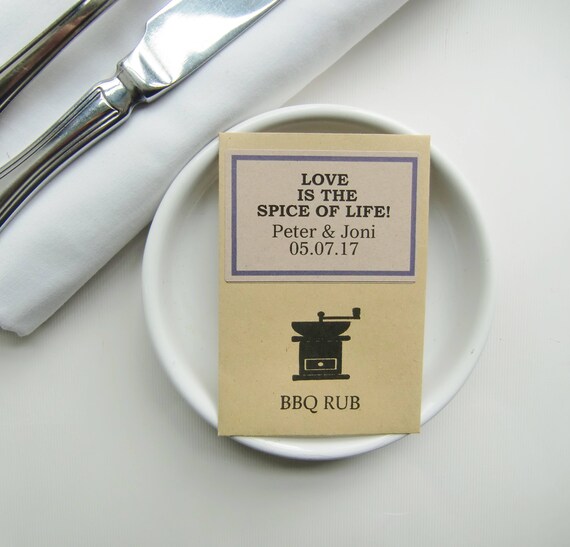 LOVE
IS THE
SPICE OF LIFE!
Peter & Joni
05.07.17
BBQ RUB